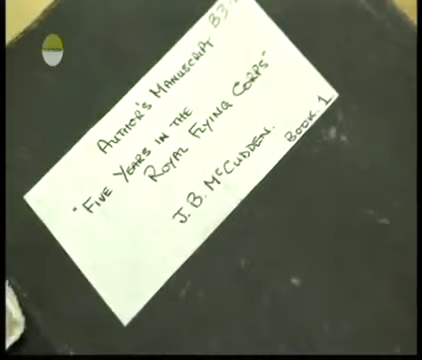 AUTHOR'S MANUSCRIPT
"FIVE YEARS IN THE
ROYAL FLYING CORPS"
J. B. McCUDDEN.
BOOK. 1